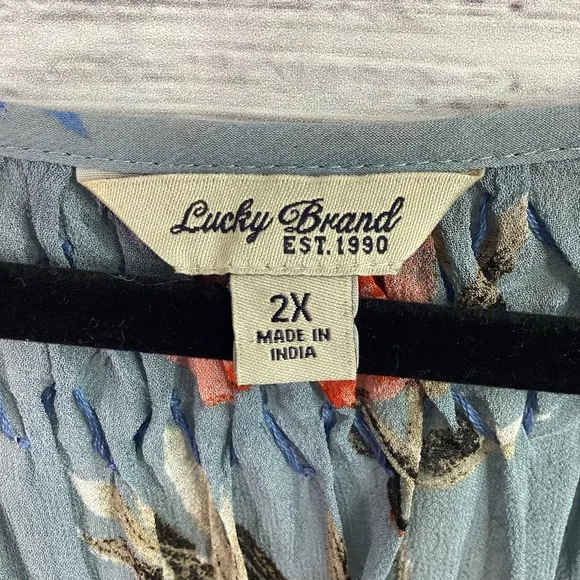 Lucky Brand
EST. 1990
2X
MADE IN
INDIA